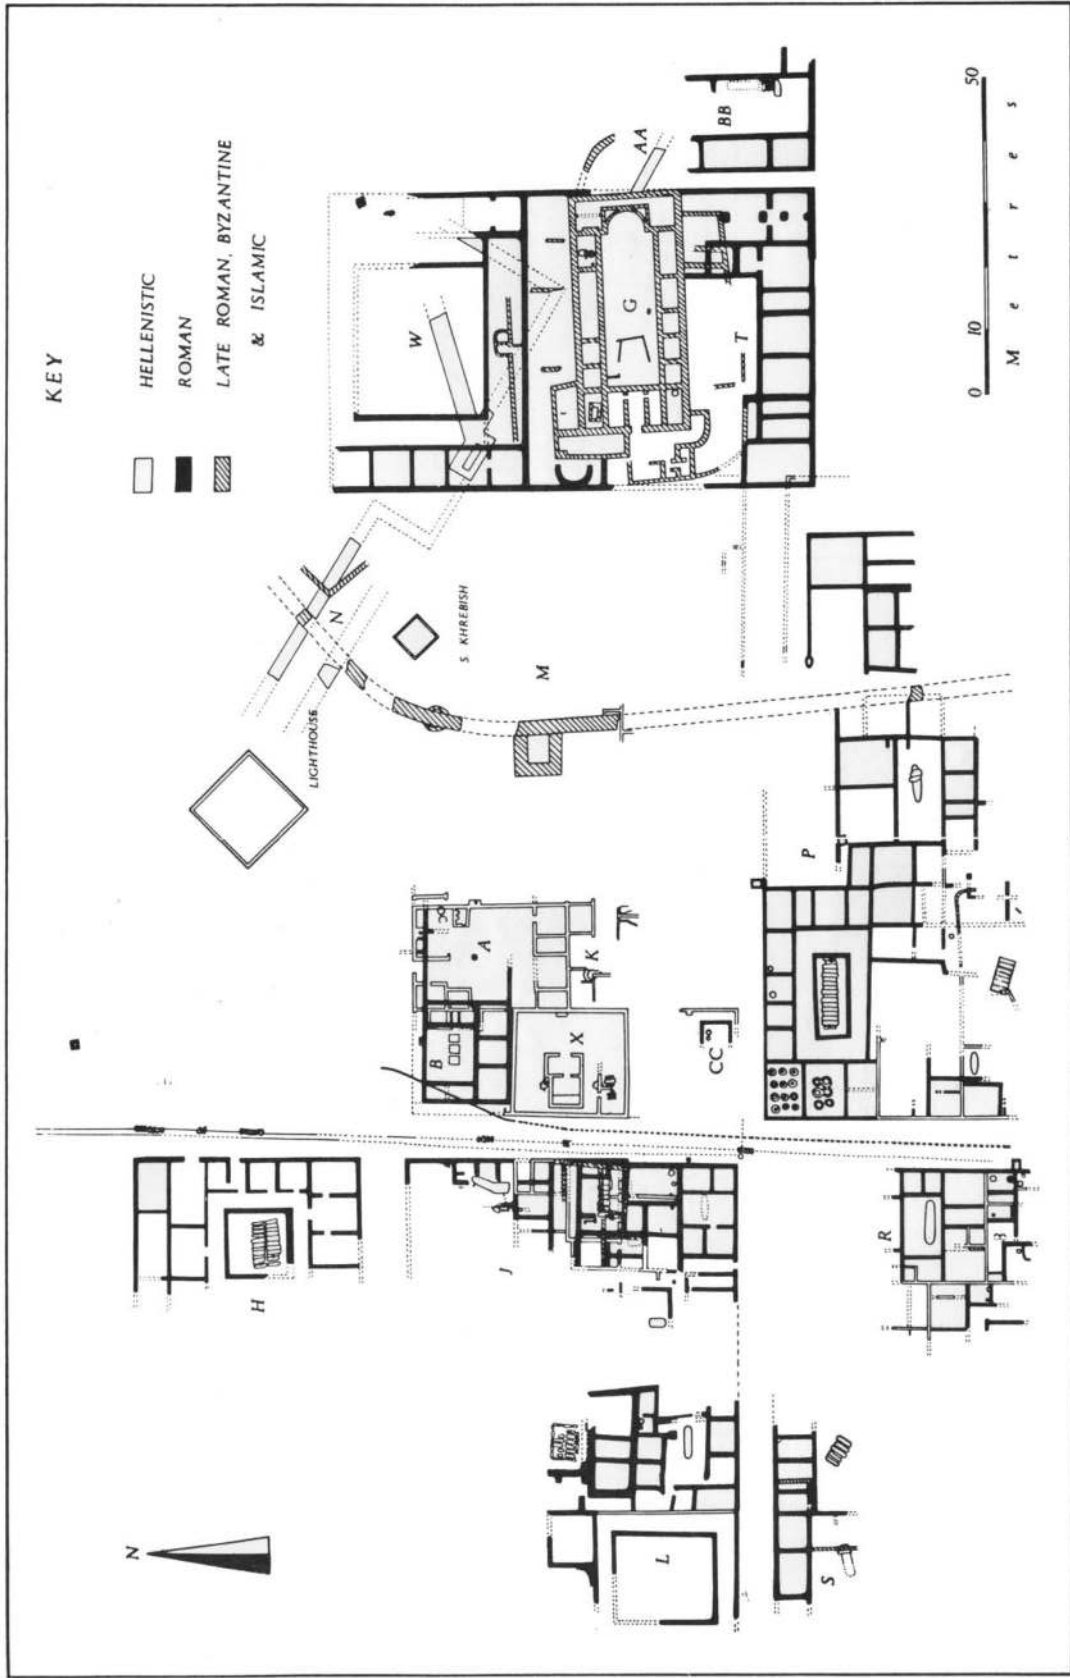 KEY
HELLENISTIC
ROMAN
LATE ROMAN, BYZANTINE
& ISLAMIC
N
LIGHTHOUSE
N
S. KHREBISH
M
W
AA
BB
G
T
0 10 50
Metres
H
B
A
X
K
CC
P
J
R
L
S